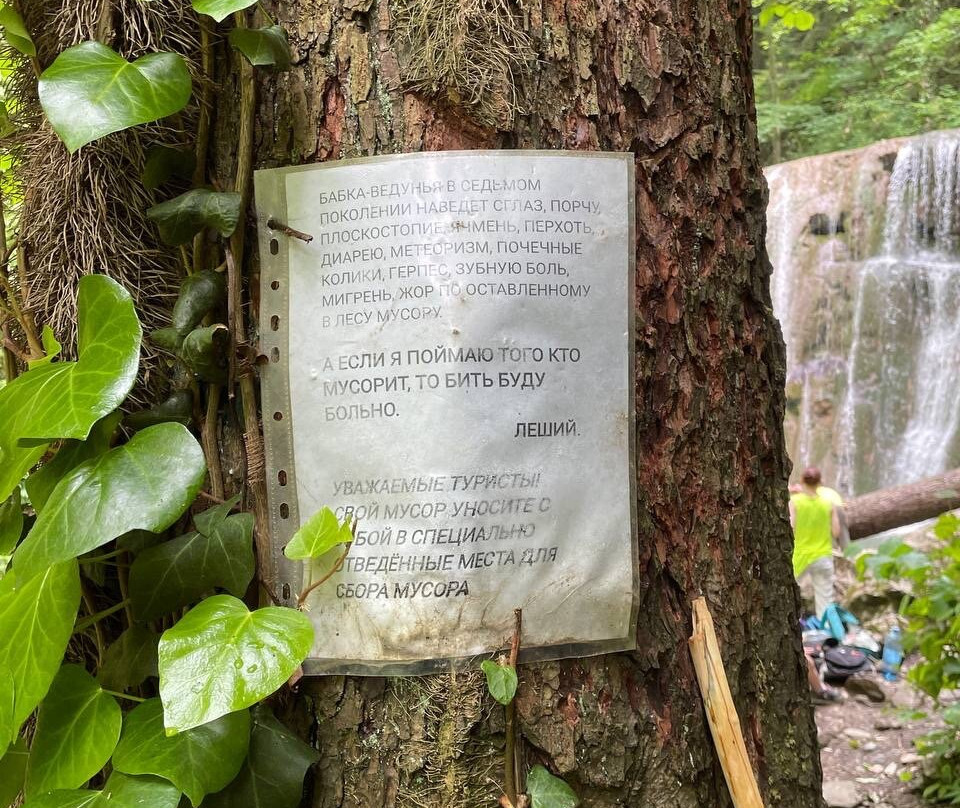 БАБКА-ВЕДУНЬЯ В СЕДЬМОМ
ПОКОЛЕНИИ НАВЕДЕТ СГЛАЗ, ПОРЧУ,
ПЛОСКОСТОПИЕ, ЯЧМЕНЬ, ПЕРХОТЬ,
ДИАРЕЮ, МЕТЕОРИЗМ, ПОЧЕЧНЫЕ
КОЛИКИ, ГЕРПЕС, ЗУБНУЮ БОЛЬ,
МИГРЕНЬ, ЖОР ПО ОСТАВЛЕННОМУ
В ЛЕСУ МУСОРУ.
А ЕСЛИ Я ПОЙМАЮ ТОГО КТО
МУСОРИТ, ТО БИТЬ БУДУ
БОЛЬНО.
ЛЕШИЙ.
УВАЖАЕМЫЕ ТУРИСТЫ!
СВОЙ МУСОР УНОСИТЕ С
СОБОЙ В СПЕЦИАЛЬНО
ОТВЕДЁННЫЕ МЕСТА ДЛЯ
СБОРА МУСОРА